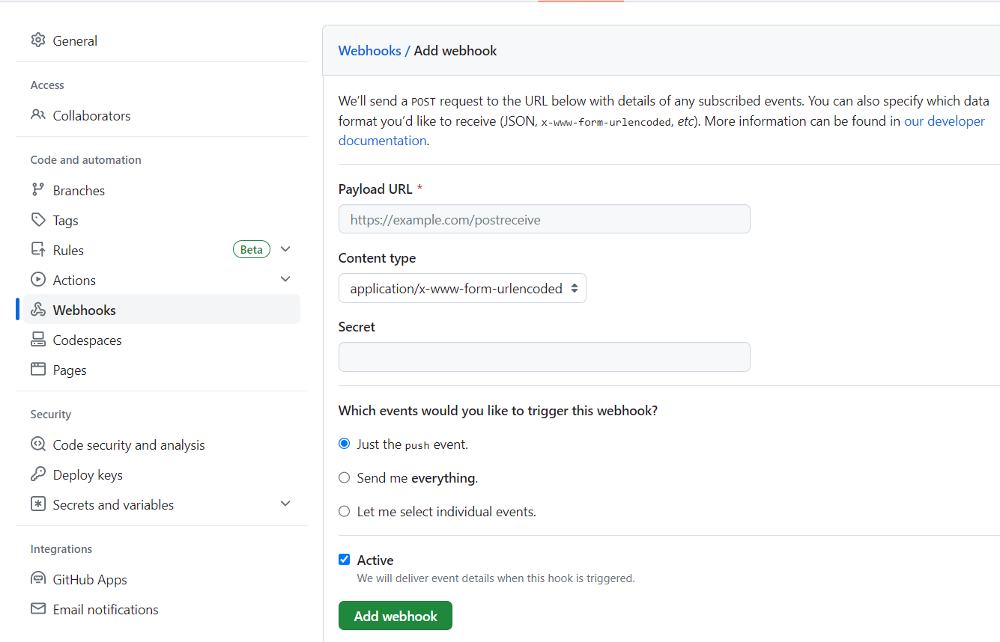 General
Access
Collaborators
Code and automation
Branches
Tags
Rules Beta
Actions
Webhooks
Codespaces
Pages
Security
Code security and analysis
Deploy keys
Secrets and variables
Integrations
GitHub Apps
Email notifications
Webhooks / Add webhook
We’ll send a POST request to the URL below with details of any subscribed events. You can also specify which data
format you’d like to receive (JSON, x-www-form-urlencoded, etc). More information can be found in our developer
documentation.
Payload URL *
https://example.com/postreceive
Content type
application/x-www-form-urlencoded
Secret
Which events would you like to trigger this webhook?
Just the push event.
Send me everything.
Let me select individual events.
Active
We will deliver event details when this hook is triggered.
Add webhook